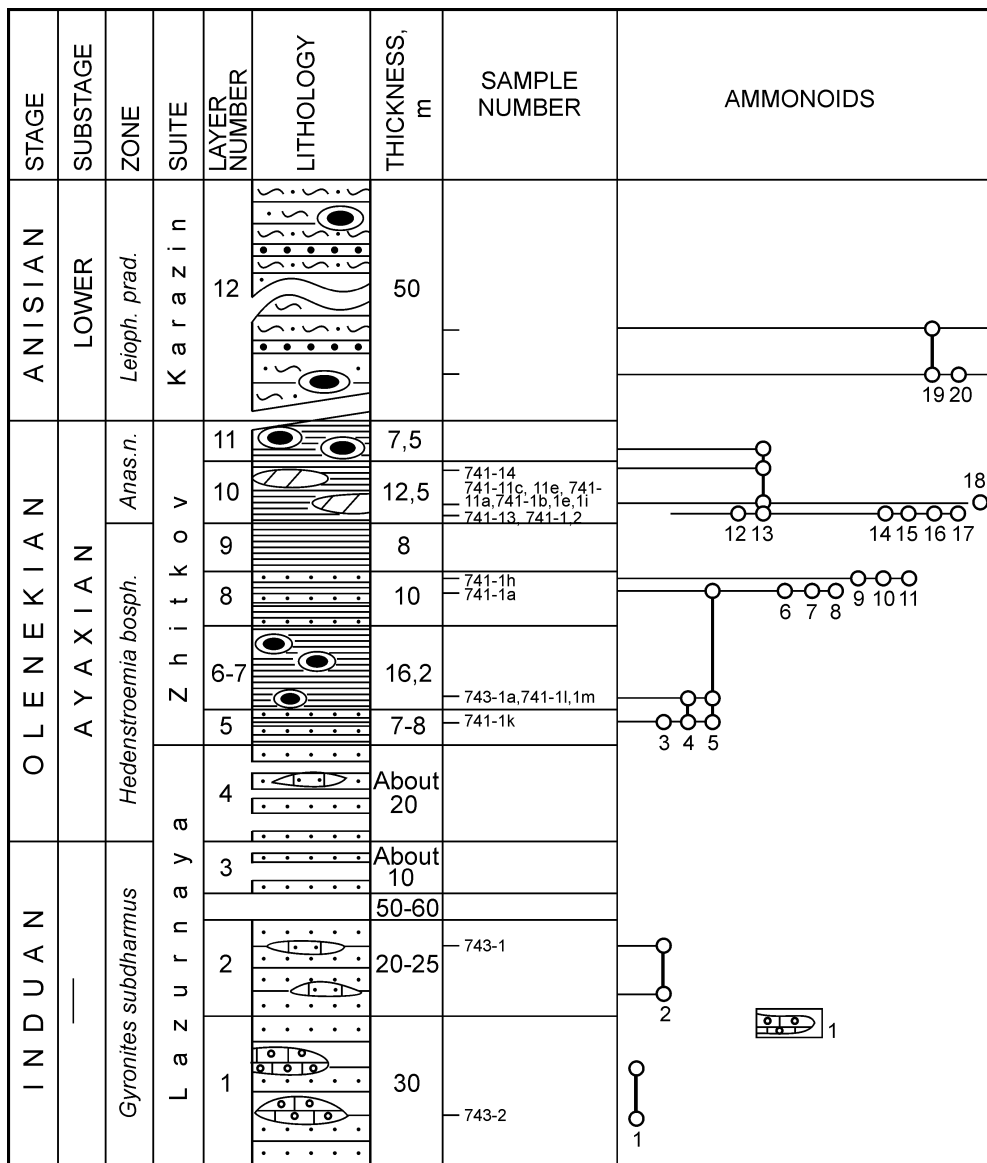 STAGE
SUBSTAGE
ZONE
SUITE
LAYER NUMBER
LITHOLOGY
THICKNESS, m
SAMPLE
NUMBER
AMMONOIDS
ANISIAN
LOWER
Leioph. prad.
Karazin
12
50
19 20
OLENEKIAN
AYAXIAN
Anas.n.
Zhitkov
11
7,5
10
12,5
741-14
741-11c, 11e, 741-
11a,741-1b,1e,1i
741-13, 741-1,2
18
12 13 14 15 16 17
Hedenstroemia bosph.
9
8
8
10
741-1h
741-1a
9 10 11
6 7 8
6-7
16,2
743-1a,741-1l,1m
5
7-8
741-1k
3 4 5
Lazurnaya
4
About
20
INDUAN
—
Gyronites subdharmus
3
About
10
50-60
2
20-25
743-1
2
1
1
30
743-2
1